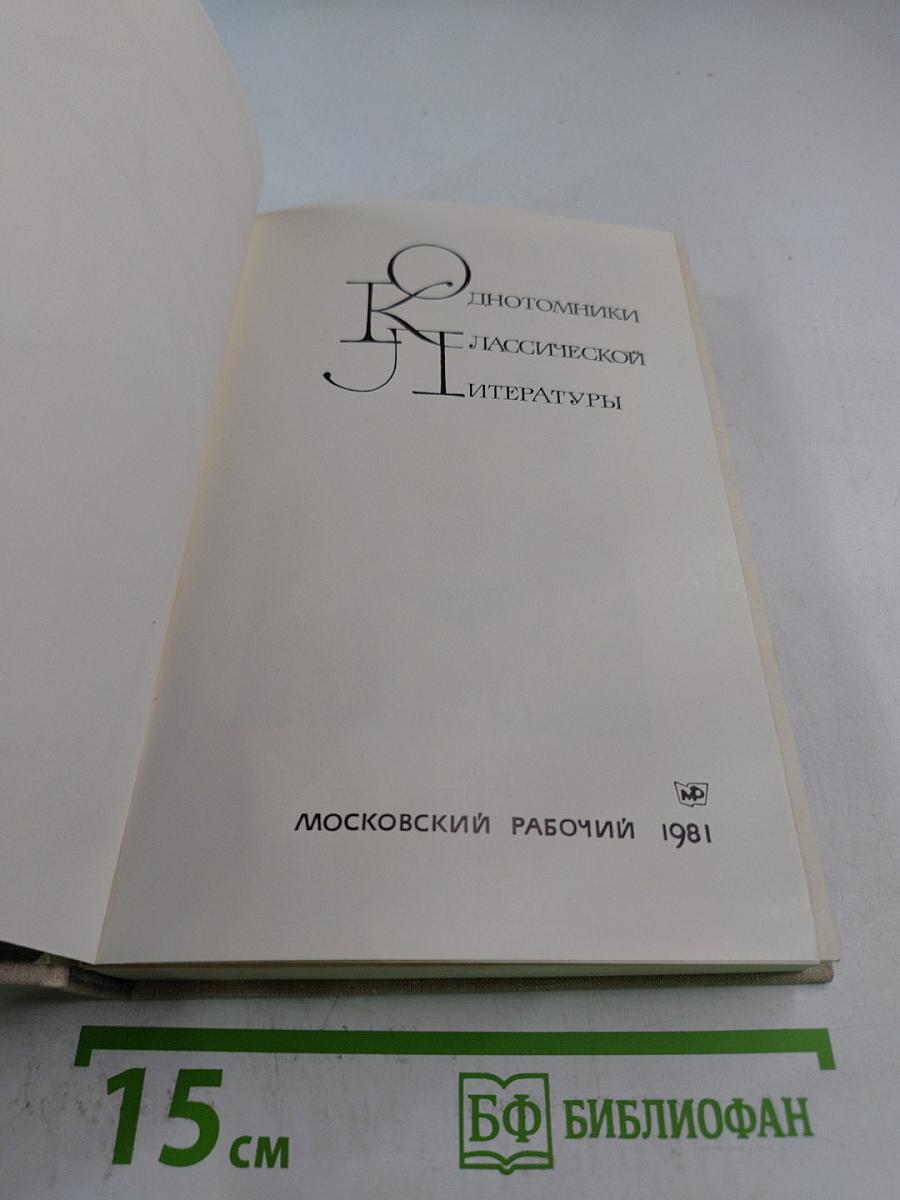 ОДНОТОМНИКИ
КЛАССИЧЕСКОЙ
ЛИТЕРАТУРЫ
МР
МОСКОВСКИЙ РАБОЧИЙ 1981
15 см
БФ БИБЛИОФАН